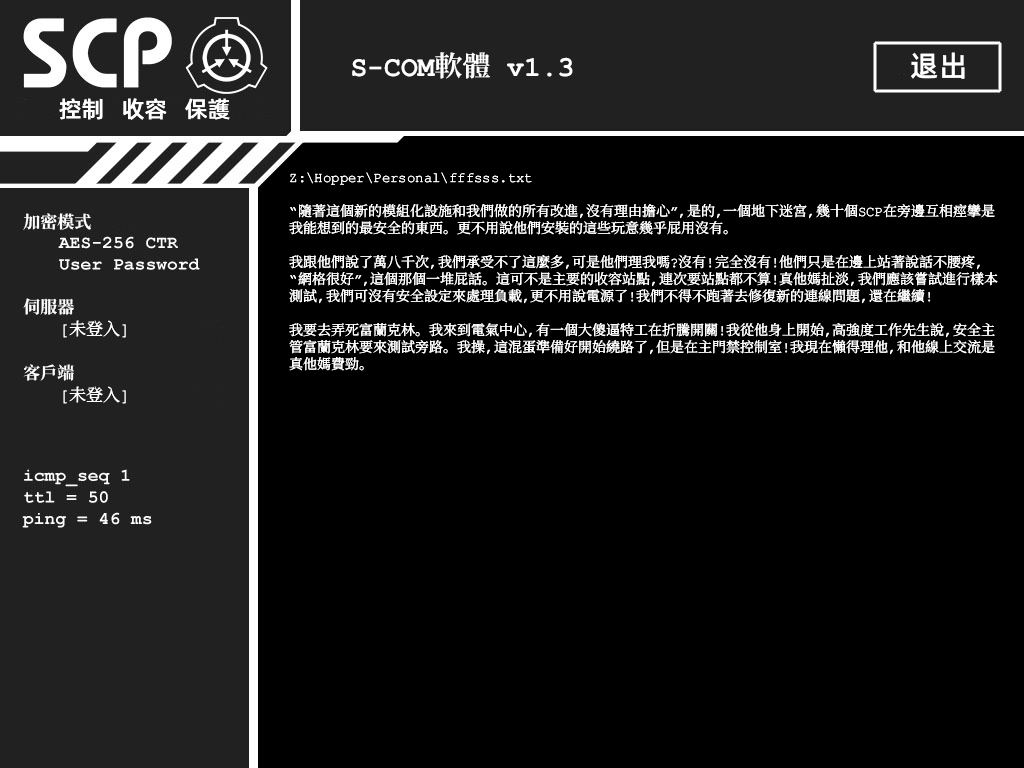 SCP
控制 收容 保護
S-COM軟體 v1.3
退出
加密模式
AES-256 CTR
User Password
伺服器
[未登入]
客戶端
[未登入]
icmp_seq 1
ttl = 50
ping = 46 ms
Z:\Hopper\Personal\fffsss.txt
“隨著這個新的模組化設施和我們做的所有改進,沒有理由擔心”,是的,一個地下迷宮,幾十個SCP在旁邊互相痙攣是
我能想到的最安全的東西。更不用說他們安裝的這些玩意幾乎屁用沒有。
我跟他們說了萬八千次,我們承受不了這麼多,可是他們理我嗎?沒有!完全沒有!他們只是在邊上站著說話不腰疼,
“網格很好”,這個那個一堆屁話。這可不是主要的收容站點,連次要站點都不算!真他媽扯淡,我們應該嘗試進行樣本
測試,我們可沒有安全設定來處理負載,更不用說電源了!我們不得不跑著去修復新的連線問題,還在繼續!
我要去弄死富蘭克林。我來到電氣中心,有一個大傻逼特工在折騰開關!我從他身上開始,高強度工作先生說,安全主
管富蘭克林要來測試旁路。我操,這混蛋準備好開始繞路了,但是在主門禁控制室!我現在懶得理他,和他線上交流是
真他媽費勁。